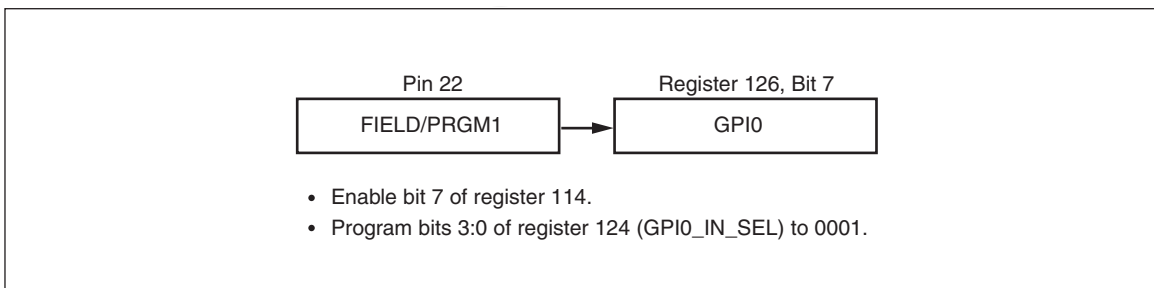 Pin 22
Register 126, Bit 7
FIELD/PRGM1
GPI0
• Enable bit 7 of register 114.
• Program bits 3:0 of register 124 (GPI0_IN_SEL) to 0001.